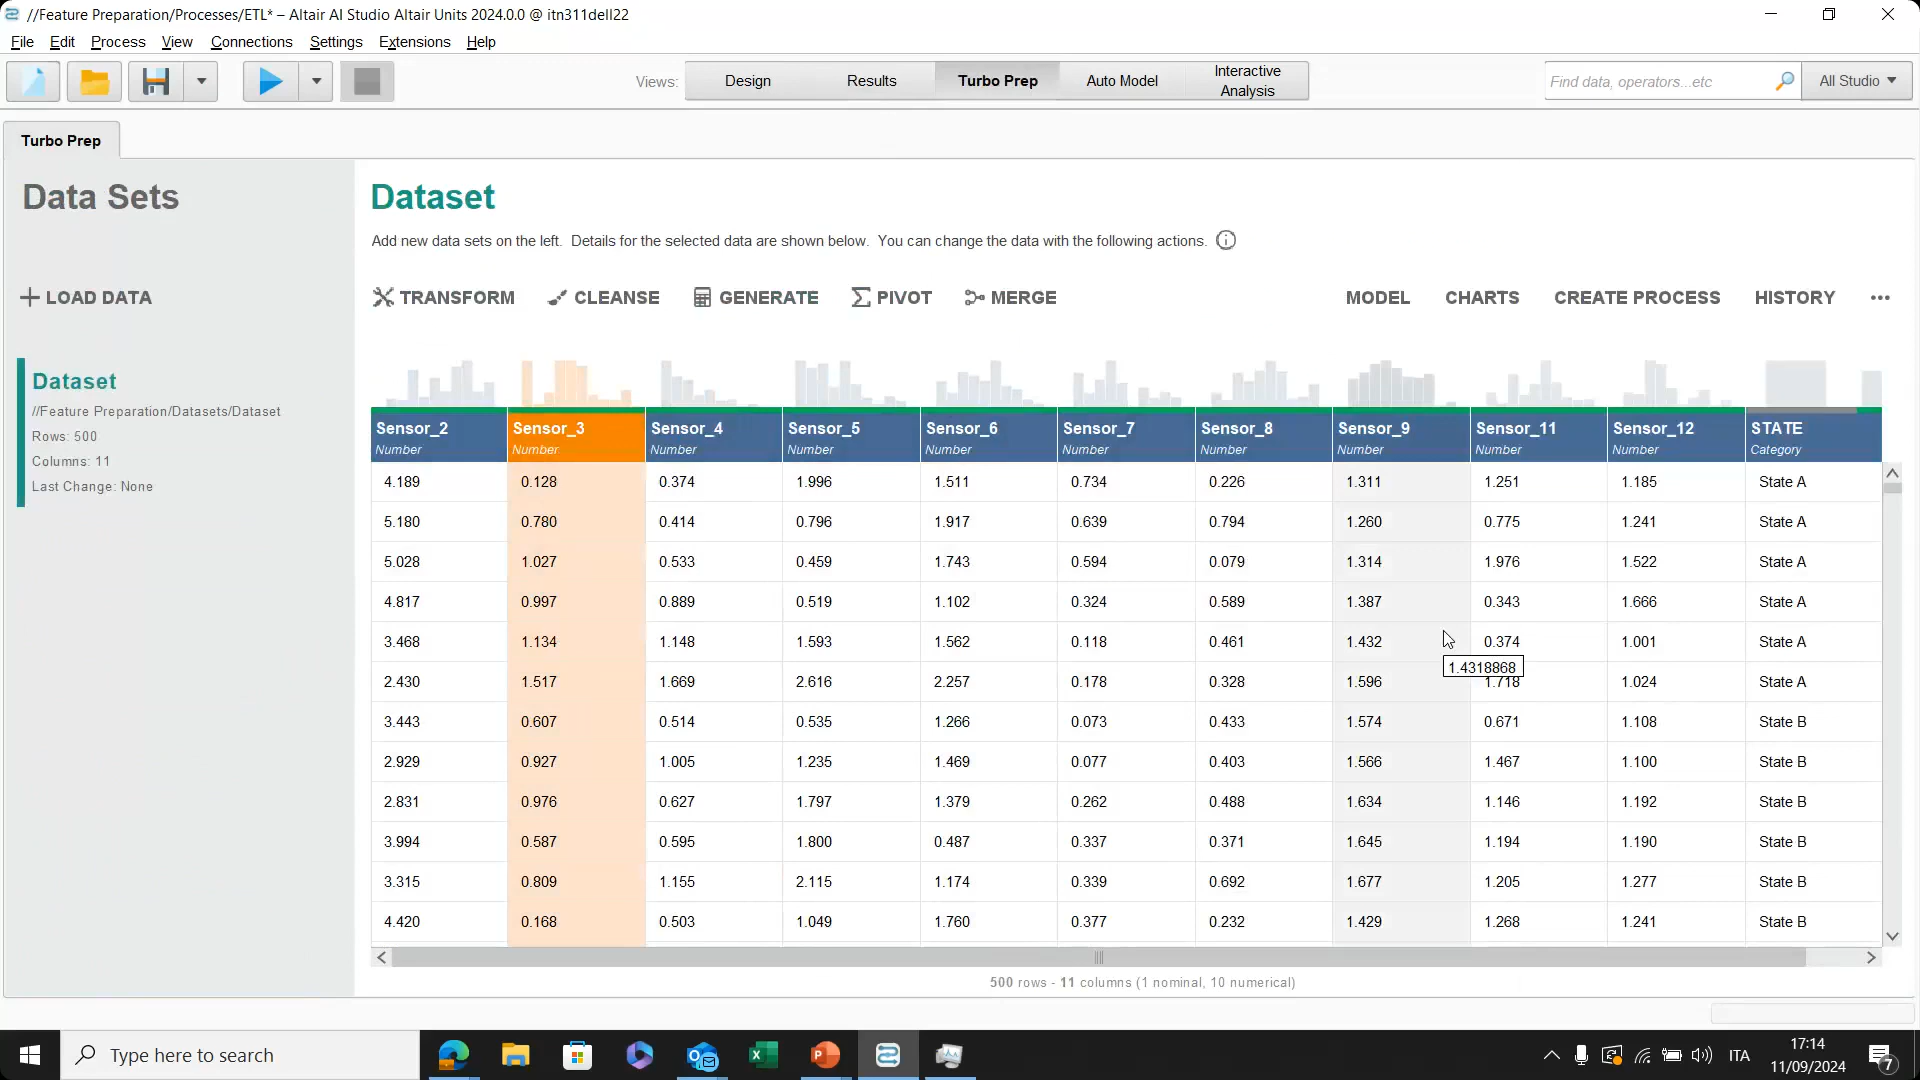 //Feature Preparation/Processes/ETL* – Altair AI Studio Altair Units 2024.0.0 @ itn311dell22
File Edit Process View Connections Settings Extensions Help
Views: Design Results Turbo Prep Auto Model Interactive Analysis Find data, operators...etc All Studio
Turbo Prep
Data Sets
Dataset
Add new data sets on the left. Details for the selected data are shown below. You can change the data with the following actions.
LOAD DATA
TRANSFORM CLEANSE GENERATE PIVOT MERGE MODEL CHARTS CREATE PROCESS HISTORY ...
Dataset
//Feature Preparation/Datasets/Dataset
Rows: 500
Columns: 11
Last Change: None
Sensor_2 Sensor_3 Sensor_4 Sensor_5 Sensor_6 Sensor_7 Sensor_8 Sensor_9 Sensor_11 Sensor_12 STATE
Number Number Number Number Number Number Number Number Number Number Category
4.189 0.128 0.374 1.996 1.511 0.734 0.226 1.311 1.251 1.185 State A
5.180 0.780 0.414 0.796 1.917 0.639 0.794 1.260 0.775 1.241 State A
5.028 1.027 0.533 0.459 1.743 0.594 0.079 1.314 1.976 1.522 State A
4.817 0.997 0.889 0.519 1.102 0.324 0.589 1.387 0.343 1.666 State A
3.468 1.134 1.148 1.593 1.562 0.118 0.461 1.432 0.374 1.001 State A
1.4318868
2.430 1.517 1.669 2.616 2.257 0.178 0.328 1.596 1.718 1.024 State A
3.443 0.607 0.514 0.535 1.266 0.073 0.433 1.574 0.671 1.108 State B
2.929 0.927 1.005 1.235 1.469 0.077 0.403 1.566 1.467 1.100 State B
2.831 0.976 0.627 1.797 1.379 0.262 0.488 1.634 1.146 1.192 State B
3.994 0.587 0.595 1.800 0.487 0.337 0.371 1.645 1.194 1.190 State B
3.315 0.809 1.155 2.115 1.174 0.339 0.692 1.677 1.205 1.277 State B
4.420 0.168 0.503 1.049 1.760 0.377 0.232 1.429 1.268 1.241 State B
500 rows - 11 columns (1 nominal, 10 numerical)
Type here to search
ITA
17:14
11/09/2024
7